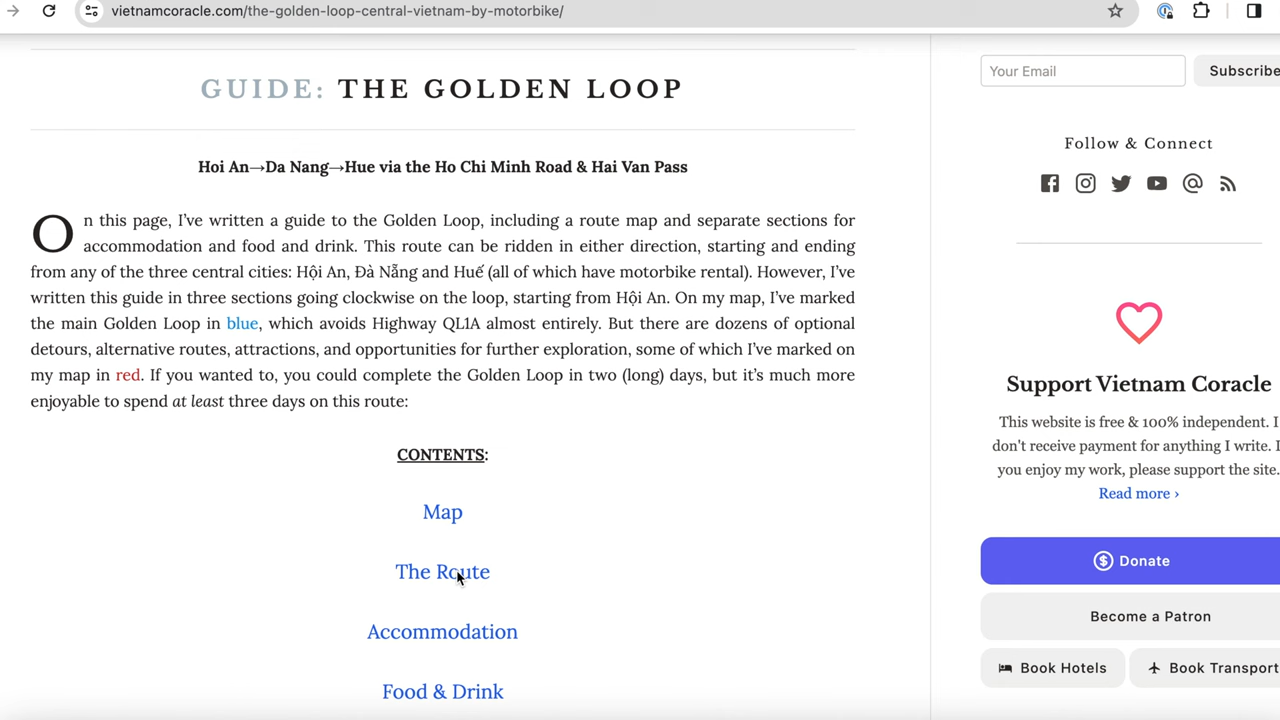 vietnamcoracle.com/the-golden-loop-central-vietnam-by-motorbike/
GUIDE: THE GOLDEN LOOP
Hoi An→Da Nang→Hue via the Ho Chi Minh Road & Hai Van Pass
On this page, I’ve written a guide to the Golden Loop, including a route map and separate sections for
accommodation and food and drink. This route can be ridden in either direction, starting and ending
from any of the three central cities: Hội An, Đà Nẵng and Huế (all of which have motorbike rental). However, I’ve
written this guide in three sections going clockwise on the loop, starting from Hội An. On my map, I’ve marked
the main Golden Loop in blue, which avoids Highway QL1A almost entirely. But there are dozens of optional
detours, alternative routes, attractions, and opportunities for further exploration, some of which I’ve marked on
my map in red. If you wanted to, you could complete the Golden Loop in two (long) days, but it’s much more
enjoyable to spend at least three days on this route:
CONTENTS:
Map
The Route
Accommodation
Food & Drink
Your Email
Subscribe
Follow & Connect
Support Vietnam Coracle
This website is free & 100% independent. I
don't receive payment for anything I write. I
you enjoy my work, please support the site.
Read more ›
Donate
Become a Patron
Book Hotels
Book Transport